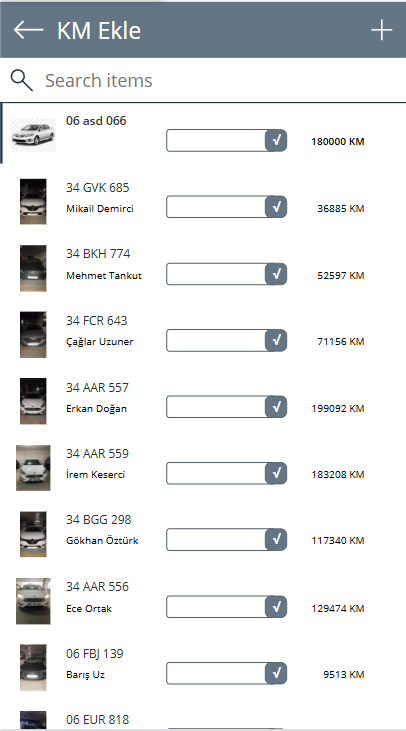 KM Ekle
Search items
06 asd 066
180000 KM
34 GVK 685
Mikail Demirci
36885 KM
34 BKH 774
Mehmet Tankut
52597 KM
34 FCR 643
Çağlar Uzuner
71156 KM
34 AAR 557
Erkan Doğan
199092 KM
34 AAR 559
İrem Keserci
183208 KM
34 BGG 298
Gökhan Öztürk
117340 KM
34 AAR 556
Ece Ortak
129474 KM
06 FBJ 139
Barış Uz
9513 KM
06 EUR 818